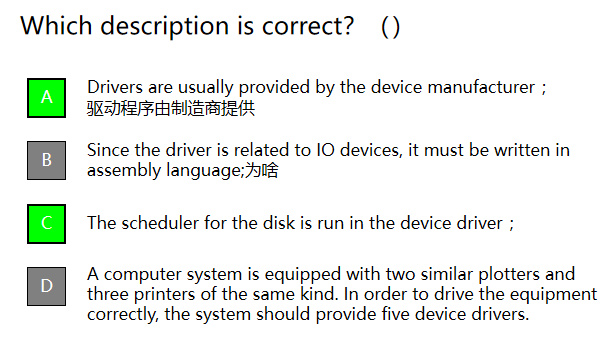 Which description is correct? （）
A
Drivers are usually provided by the device manufacturer；
驱动程序由制造商提供
B
Since the driver is related to IO devices, it must be written in
assembly language;为啥
C
The scheduler for the disk is run in the device driver；
D
A computer system is equipped with two similar plotters and
three printers of the same kind. In order to drive the equipment
correctly, the system should provide five device drivers.